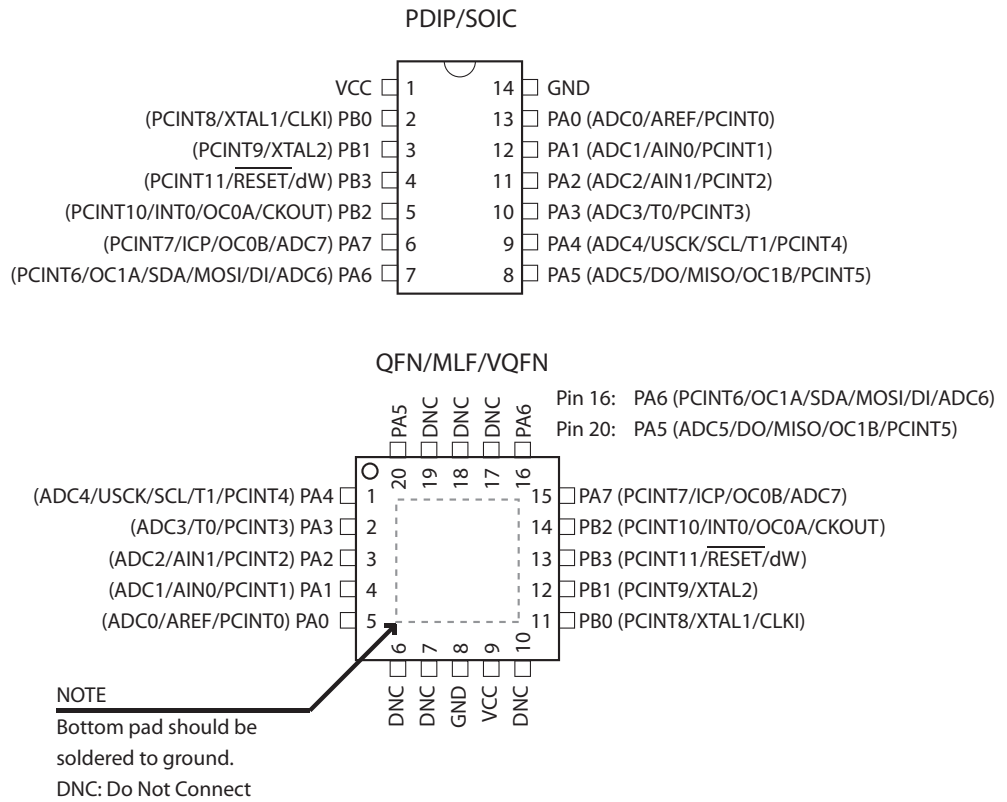 PDIP/SOIC
VCC 1 14 GND
(PCINT8/XTAL1/CLKI) PB0 2 13 PA0 (ADC0/AREF/PCINT0)
(PCINT9/XTAL2) PB1 3 12 PA1 (ADC1/AIN0/PCINT1)
(PCINT11/RESET/dW) PB3 4 11 PA2 (ADC2/AIN1/PCINT2)
(PCINT10/INT0/OC0A/CKOUT) PB2 5 10 PA3 (ADC3/T0/PCINT3)
(PCINT7/ICP/OC0B/ADC7) PA7 6 9 PA4 (ADC4/USCK/SCL/T1/PCINT4)
(PCINT6/OC1A/SDA/MOSI/DI/ADC6) PA6 7 8 PA5 (ADC5/DO/MISO/OC1B/PCINT5)
QFN/MLF/VQFN
Pin 16: PA6 (PCINT6/OC1A/SDA/MOSI/DI/ADC6)
Pin 20: PA5 (ADC5/DO/MISO/OC1B/PCINT5)
PA5 DNC DNC DNC PA6
20 19 18 17 16
(ADC4/USCK/SCL/T1/PCINT4) PA4 1 15 PA7 (PCINT7/ICP/OC0B/ADC7)
(ADC3/T0/PCINT3) PA3 2 14 PB2 (PCINT10/INT0/OC0A/CKOUT)
(ADC2/AIN1/PCINT2) PA2 3 13 PB3 (PCINT11/RESET/dW)
(ADC1/AIN0/PCINT1) PA1 4 12 PB1 (PCINT9/XTAL2)
(ADC0/AREF/PCINT0) PA0 5 11 PB0 (PCINT8/XTAL1/CLKI)
6 7 8 9 10
DNC DNC GND VCC DNC
NOTE
Bottom pad should be
soldered to ground.
DNC: Do Not Connect